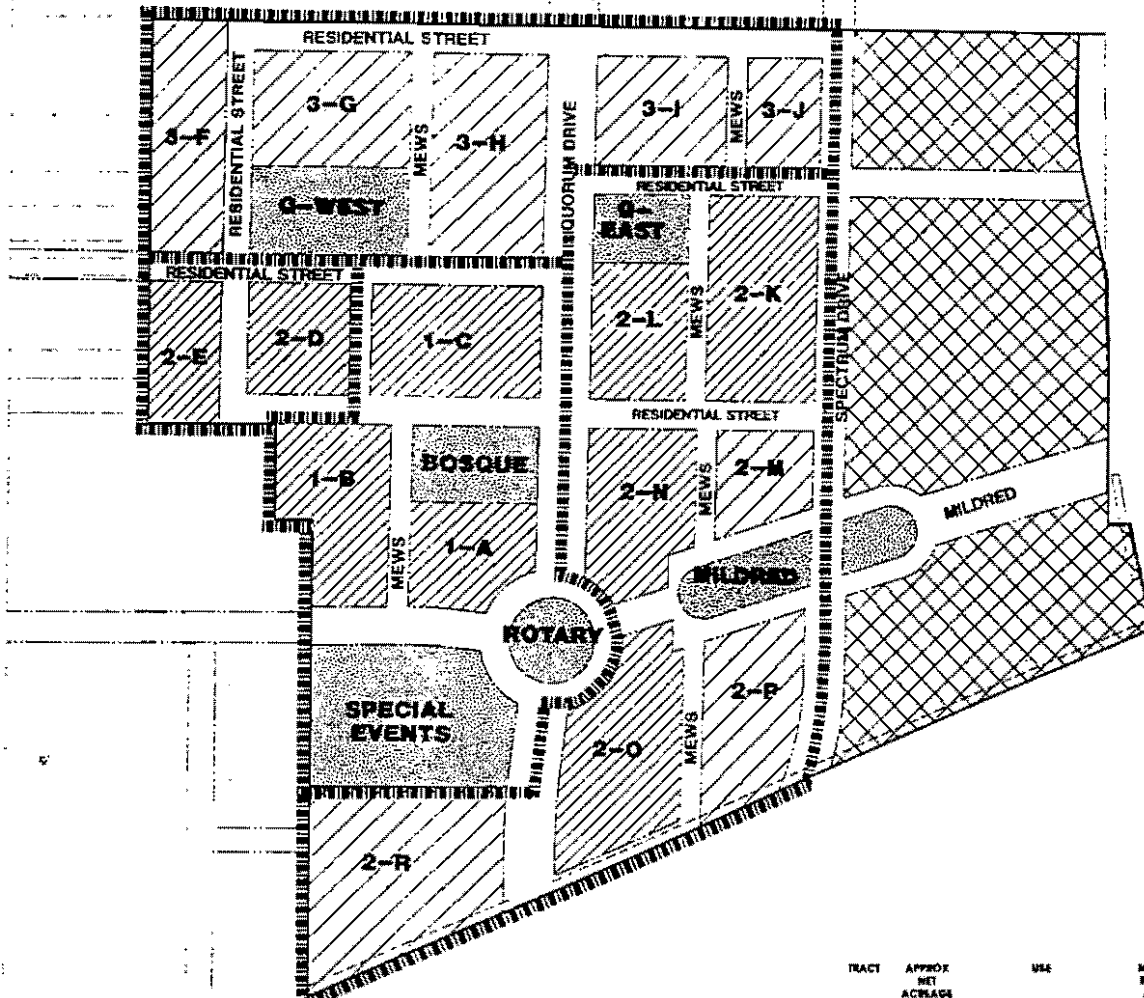 RESIDENTIAL STREET
3-F
RESIDENTIAL STREET
3-G
MEWS
3-H
QUORUM DRIVE
3-I
MEWS
3-J
RESIDENTIAL STREET
G-WEST
G-
EAST
MEWS
2-K
RESIDENTIAL STREET
2-E
2-D
1-C
2-L
SPECTRUM DRIVE
RESIDENTIAL STREET
1-B
BOSQUE
2-N
MEWS
2-M
MEWS
1-A
MILDRED
MILDRED
ROTARY
SPECIAL
EVENTS
2-O
MEWS
2-P
2-R
TRACT APPROX USE
NET
ACREAGE